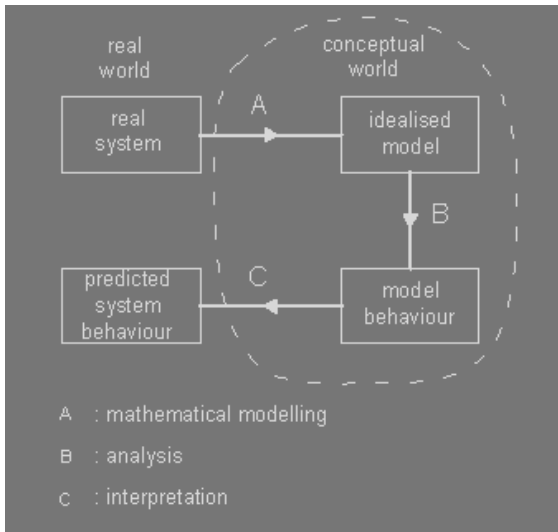 real
world
conceptual
world
real
system
A
idealised
model
B
predicted
system
behaviour
C
model
behaviour
A : mathematical modelling
B : analysis
C : interpretation